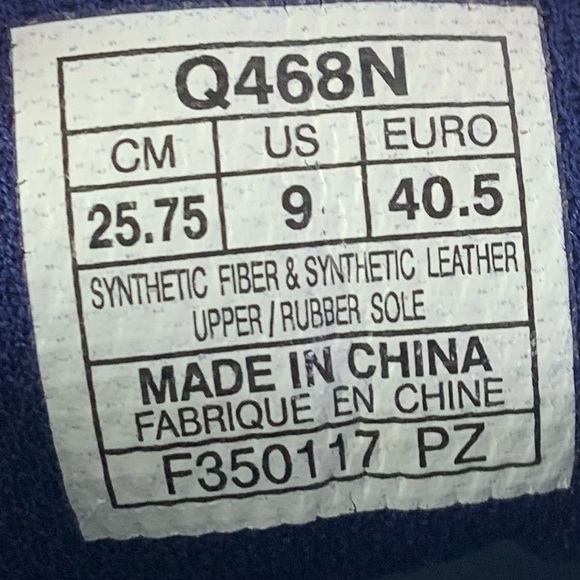 Q468N
CM US EURO
25.75 9 40.5
SYNTHETIC FIBER & SYNTHETIC LEATHER
UPPER / RUBBER SOLE
MADE IN CHINA
FABRIQUE EN CHINE
F350117 PZ